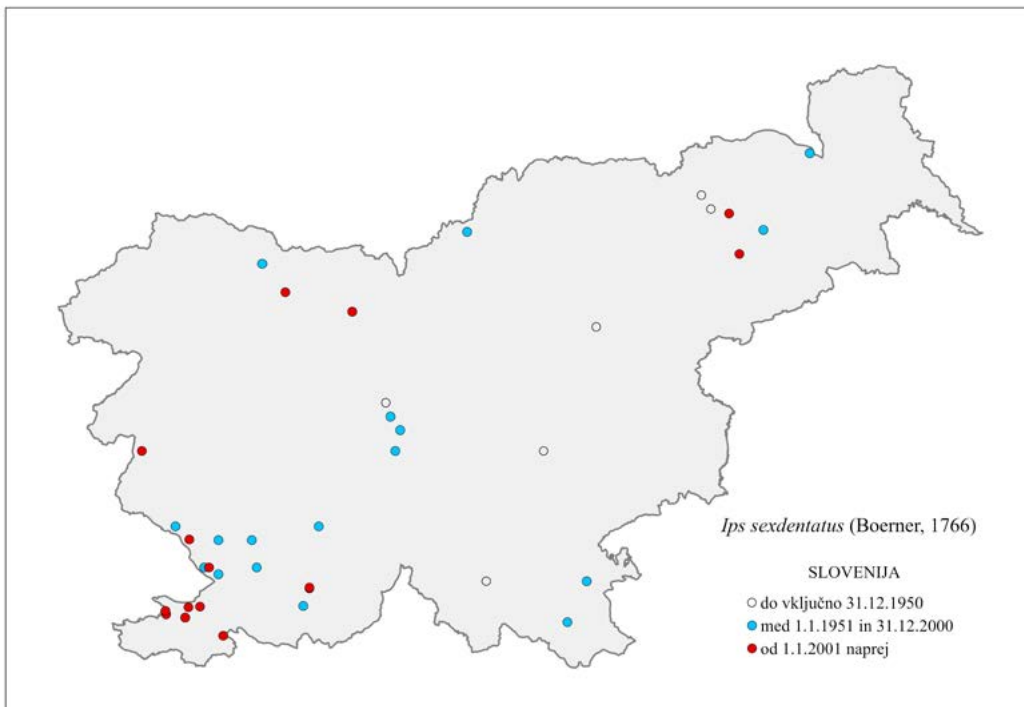 Ips sexdentatus (Boerner, 1766)
SLOVENIJA
do vključno 31.12.1950
med 1.1.1951 in 31.12.2000
od 1.1.2001 naprej